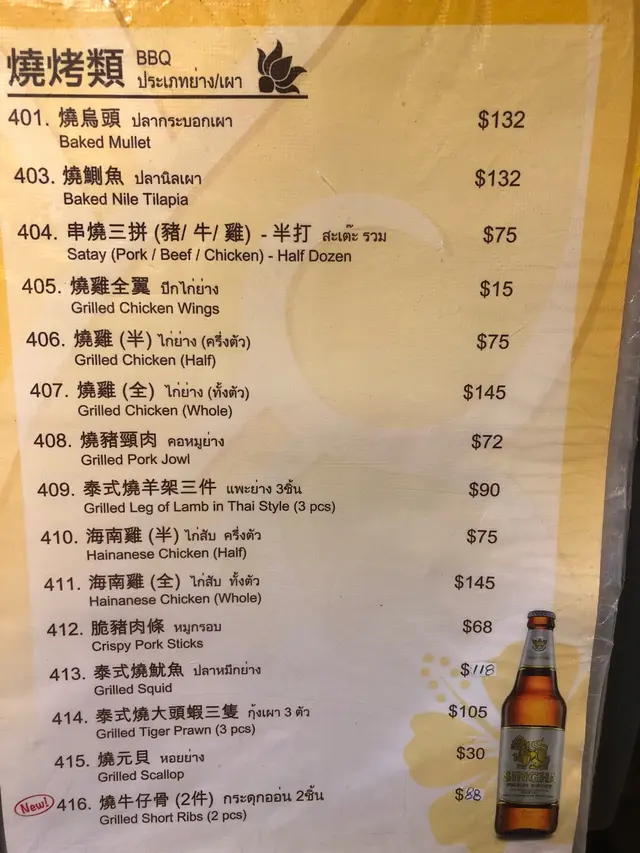 燒烤類 BBQ
ประเภทย่าง/เผา
401. 燒烏頭 ปลากระบอกเผา $132
Baked Mullet
403. 燒鯽魚 ปลานิลเผา $132
Baked Nile Tilapia
404. 串燒三拼 (豬/ 牛/ 雞) - 半打 สะเต๊ะ รวม $75
Satay (Pork / Beef / Chicken) - Half Dozen
405. 燒雞全翼 ปีกไก่ย่าง $15
Grilled Chicken Wings
406. 燒雞 (半) ไก่ย่าง (ครึ่งตัว) $75
Grilled Chicken (Half)
407. 燒雞 (全) ไก่ย่าง (ทั้งตัว) $145
Grilled Chicken (Whole)
408. 燒豬頸肉 คอหมูย่าง $72
Grilled Pork Jowl
409. 泰式燒羊架三件 แพะย่าง 3ชิ้น $90
Grilled Leg of Lamb in Thai Style (3 pcs)
410. 海南雞 (半) ไก่สับ ครึ่งตัว $75
Hainanese Chicken (Half)
411. 海南雞 (全) ไก่สับ ทั้งตัว $145
Hainanese Chicken (Whole)
412. 脆豬肉條 หมูกรอบ $68
Crispy Pork Sticks
413. 泰式燒魷魚 ปลาหมึกย่าง $118
Grilled Squid
414. 泰式燒大頭蝦三隻 กุ้งเผา 3 ตัว $105
Grilled Tiger Prawn (3 pcs)
415. 燒元貝 หอยย่าง $30
Grilled Scallop
New! 416. 燒牛仔骨 (2件) กระดุกอ่อน 2ชิ้น $88
Grilled Short Ribs (2 pcs)
SINGHA